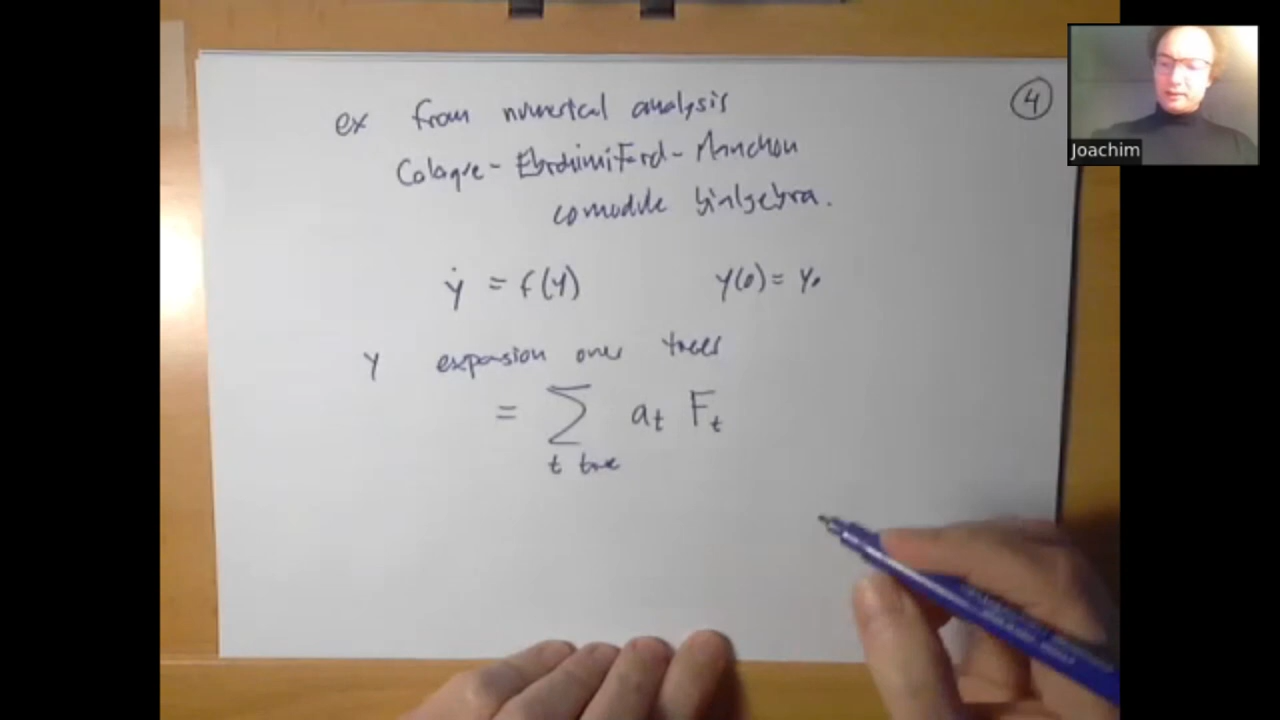 ex from numerical analysis
④
Calaque - Ebrahimi-Fard - Manchon
comodule bialgebra.
ẏ = f(y) y(0) = y₀
y expansion over trees
= ∑ aₜ Fₜ
t tree
Joachim